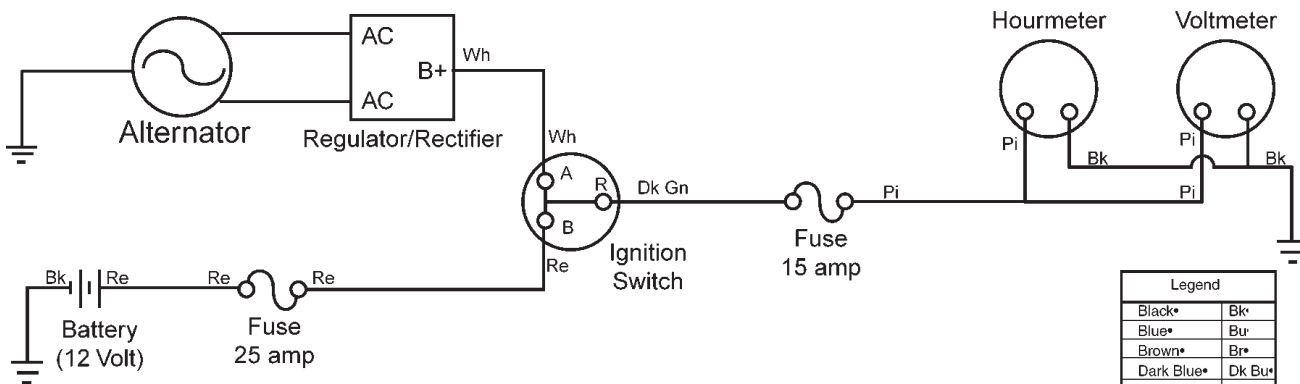 Hourmeter
Voltmeter
AC
B+
AC
Wh
Alternator
Regulator/Rectifier
Wh
A
R
B
Dk Gn
Ignition
Switch
Re
Fuse
15 amp
Pi
Pi
Bk
Pi
Pi
Bk
Bk
Re
Re
Re
Battery
(12 Volt)
Fuse
25 amp
Legend
Black• Bk•
Blue• Bu·
Brown• Br•
Dark Blue• Dk Bu•